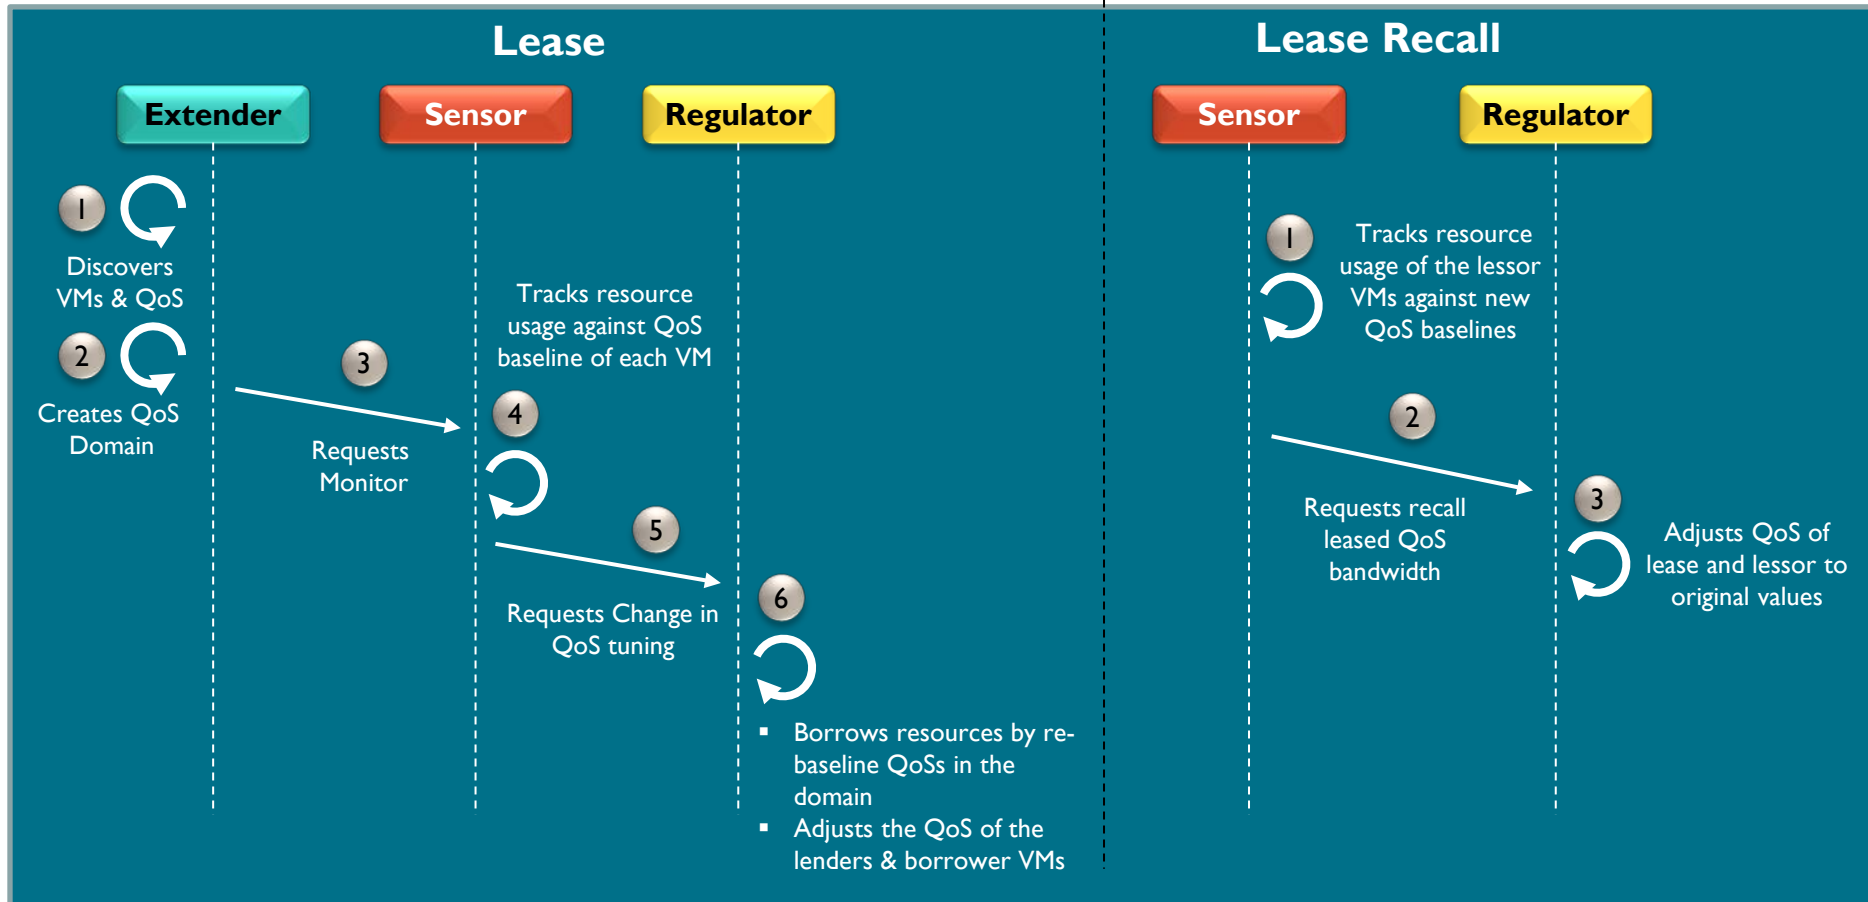 Lease
Extender
Sensor
Regulator
1
Discovers
VMs & QoS
2
Creates QoS
Domain
3
Requests
Monitor
Tracks resource
usage against QoS
baseline of each VM
4
5
Requests Change in
QoS tuning
6
▪ Borrows resources by re-
baseline QoSs in the
domain
▪ Adjusts the QoS of the
lenders & borrower VMs
Lease Recall
Sensor
Regulator
1
Tracks resource
usage of the lessor
VMs against new
QoS baselines
2
Requests recall
leased QoS
bandwidth
3
Adjusts QoS of
lease and lessor to
original values